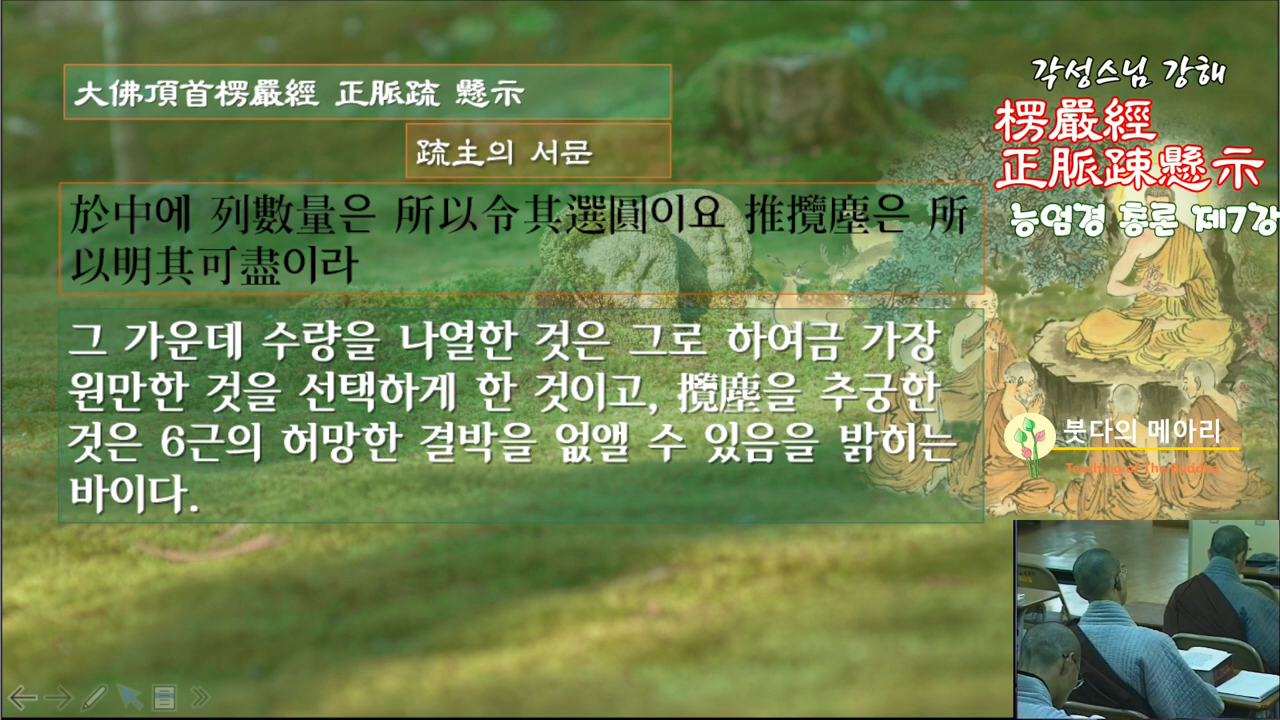 大佛頂首楞嚴經 正脈疏 懸示
疏主의 서문
於中에 列數量은 所以令其選圓이요 推攬塵은 所
以明其可盡이라
그 가운데 수량을 나열한 것은 그로 하여금 가장
원만한 것을 선택하게 한 것이고, 攬塵을 추궁한
것은 6근의 허망한 결박을 없앨 수 있음을 밝히는
바이다.
각성스님 강해
楞嚴經
正脈疎懸示
능엄경 총론 제7강
붓다의 메아리
Teaching of The Buddha